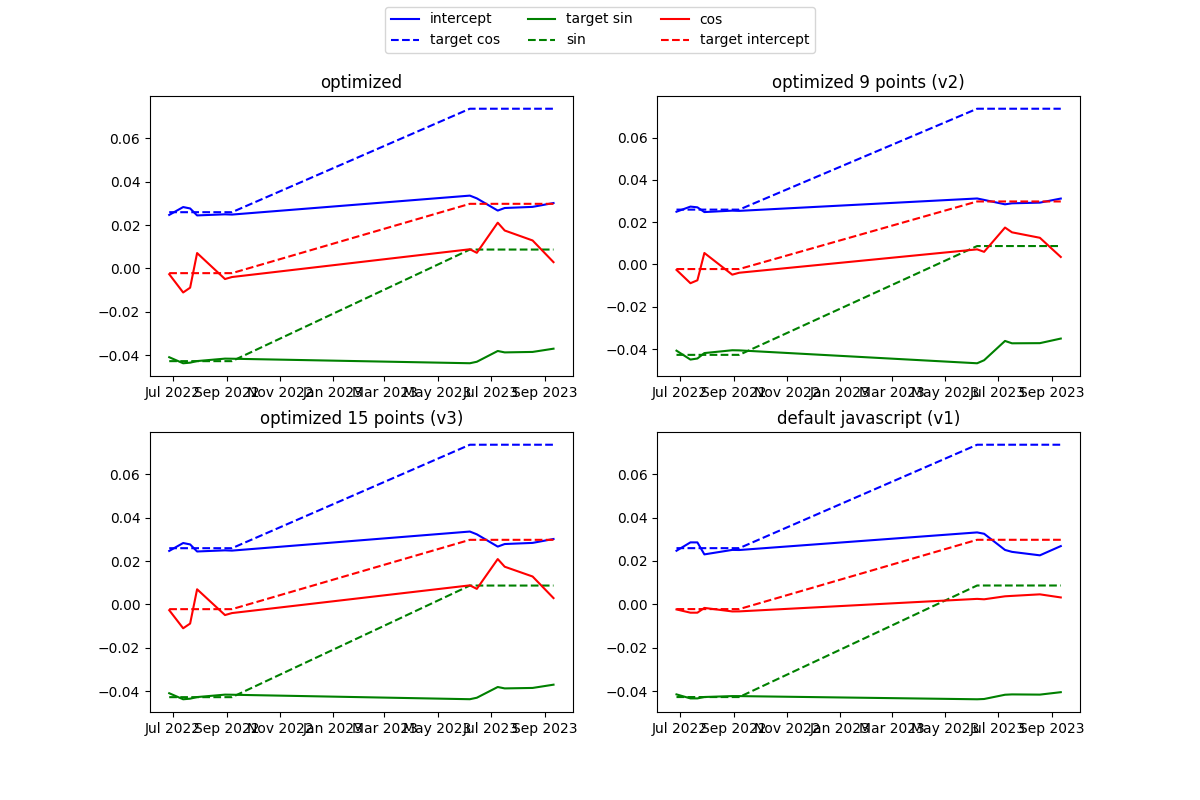 intercept target sin cos
target cos sin target intercept
optimized optimized 9 points (v2)
0.06 0.06
0.04 0.04
0.02 0.02
0.00 0.00
−0.02 −0.02
−0.04 −0.04
Jul 2022 Sep 2022 Nov 2022 Jan 2023 Mar 2023 May 2023 Jul 2023 Sep 2023 Jul 2022 Sep 2022 Nov 2022 Jan 2023 Mar 2023 May 2023 Jul 2023 Sep 2023
optimized 15 points (v3) default javascript (v1)
0.06 0.06
0.04 0.04
0.02 0.02
0.00 0.00
−0.02 −0.02
−0.04 −0.04
Jul 2022 Sep 2022 Nov 2022 Jan 2023 Mar 2023 May 2023 Jul 2023 Sep 2023 Jul 2022 Sep 2022 Nov 2022 Jan 2023 Mar 2023 May 2023 Jul 2023 Sep 2023